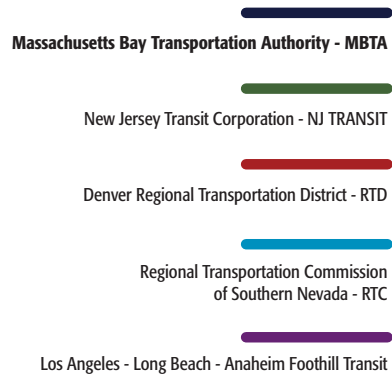 Massachusetts Bay Transportation Authority - MBTA
New Jersey Transit Corporation - NJ TRANSIT
Denver Regional Transportation District - RTD
Regional Transportation Commission
of Southern Nevada - RTC
Los Angeles - Long Beach - Anaheim Foothill Transit